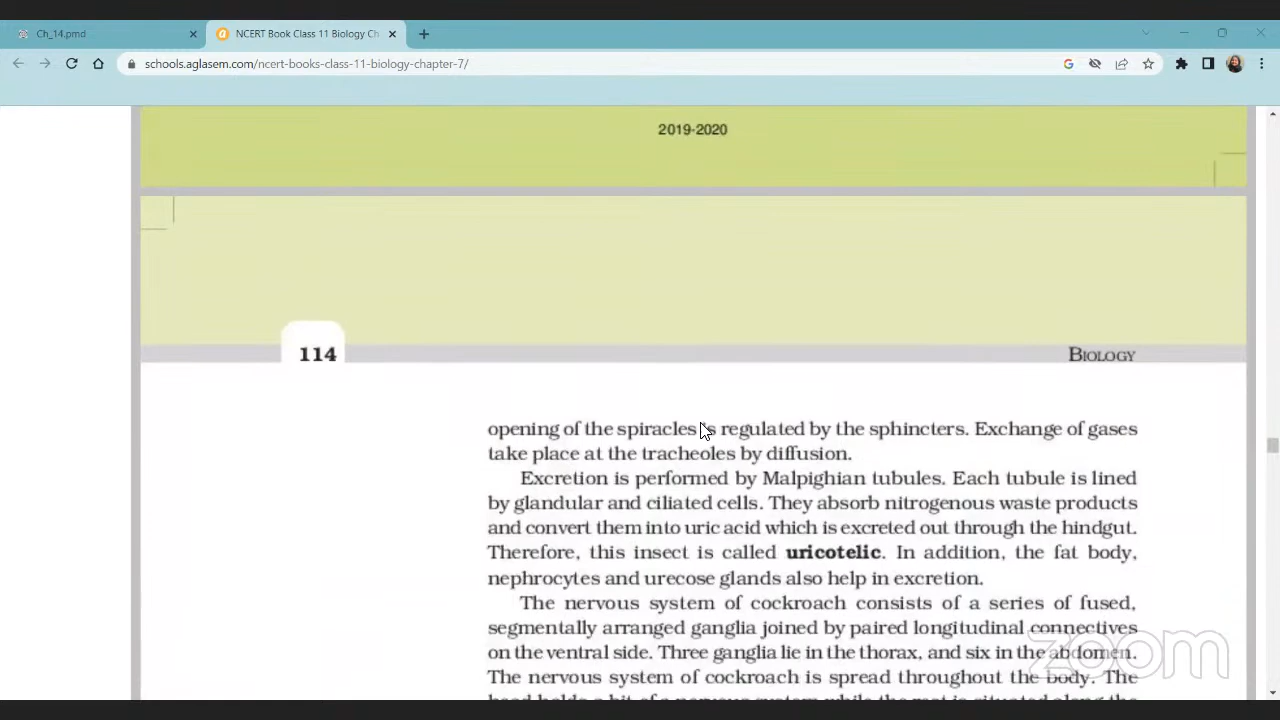 Ch_14.pmd
NCERT Book Class 11 Biology Ch
schools.aglasem.com/ncert-books-class-11-biology-chapter-7/
2019-2020
114
BIOLOGY
opening of the spiracles is regulated by the sphincters. Exchange of gases
take place at the tracheoles by diffusion.
Excretion is performed by Malpighian tubules. Each tubule is lined
by glandular and ciliated cells. They absorb nitrogenous waste products
and convert them into uric acid which is excreted out through the hindgut.
Therefore, this insect is called uricotelic. In addition, the fat body,
nephrocytes and urecose glands also help in excretion.
The nervous system of cockroach consists of a series of fused,
segmentally arranged ganglia joined by paired longitudinal connectives
on the ventral side. Three ganglia lie in the thorax, and six in the abdomen.
The nervous system of cockroach is spread throughout the body. The
zoom